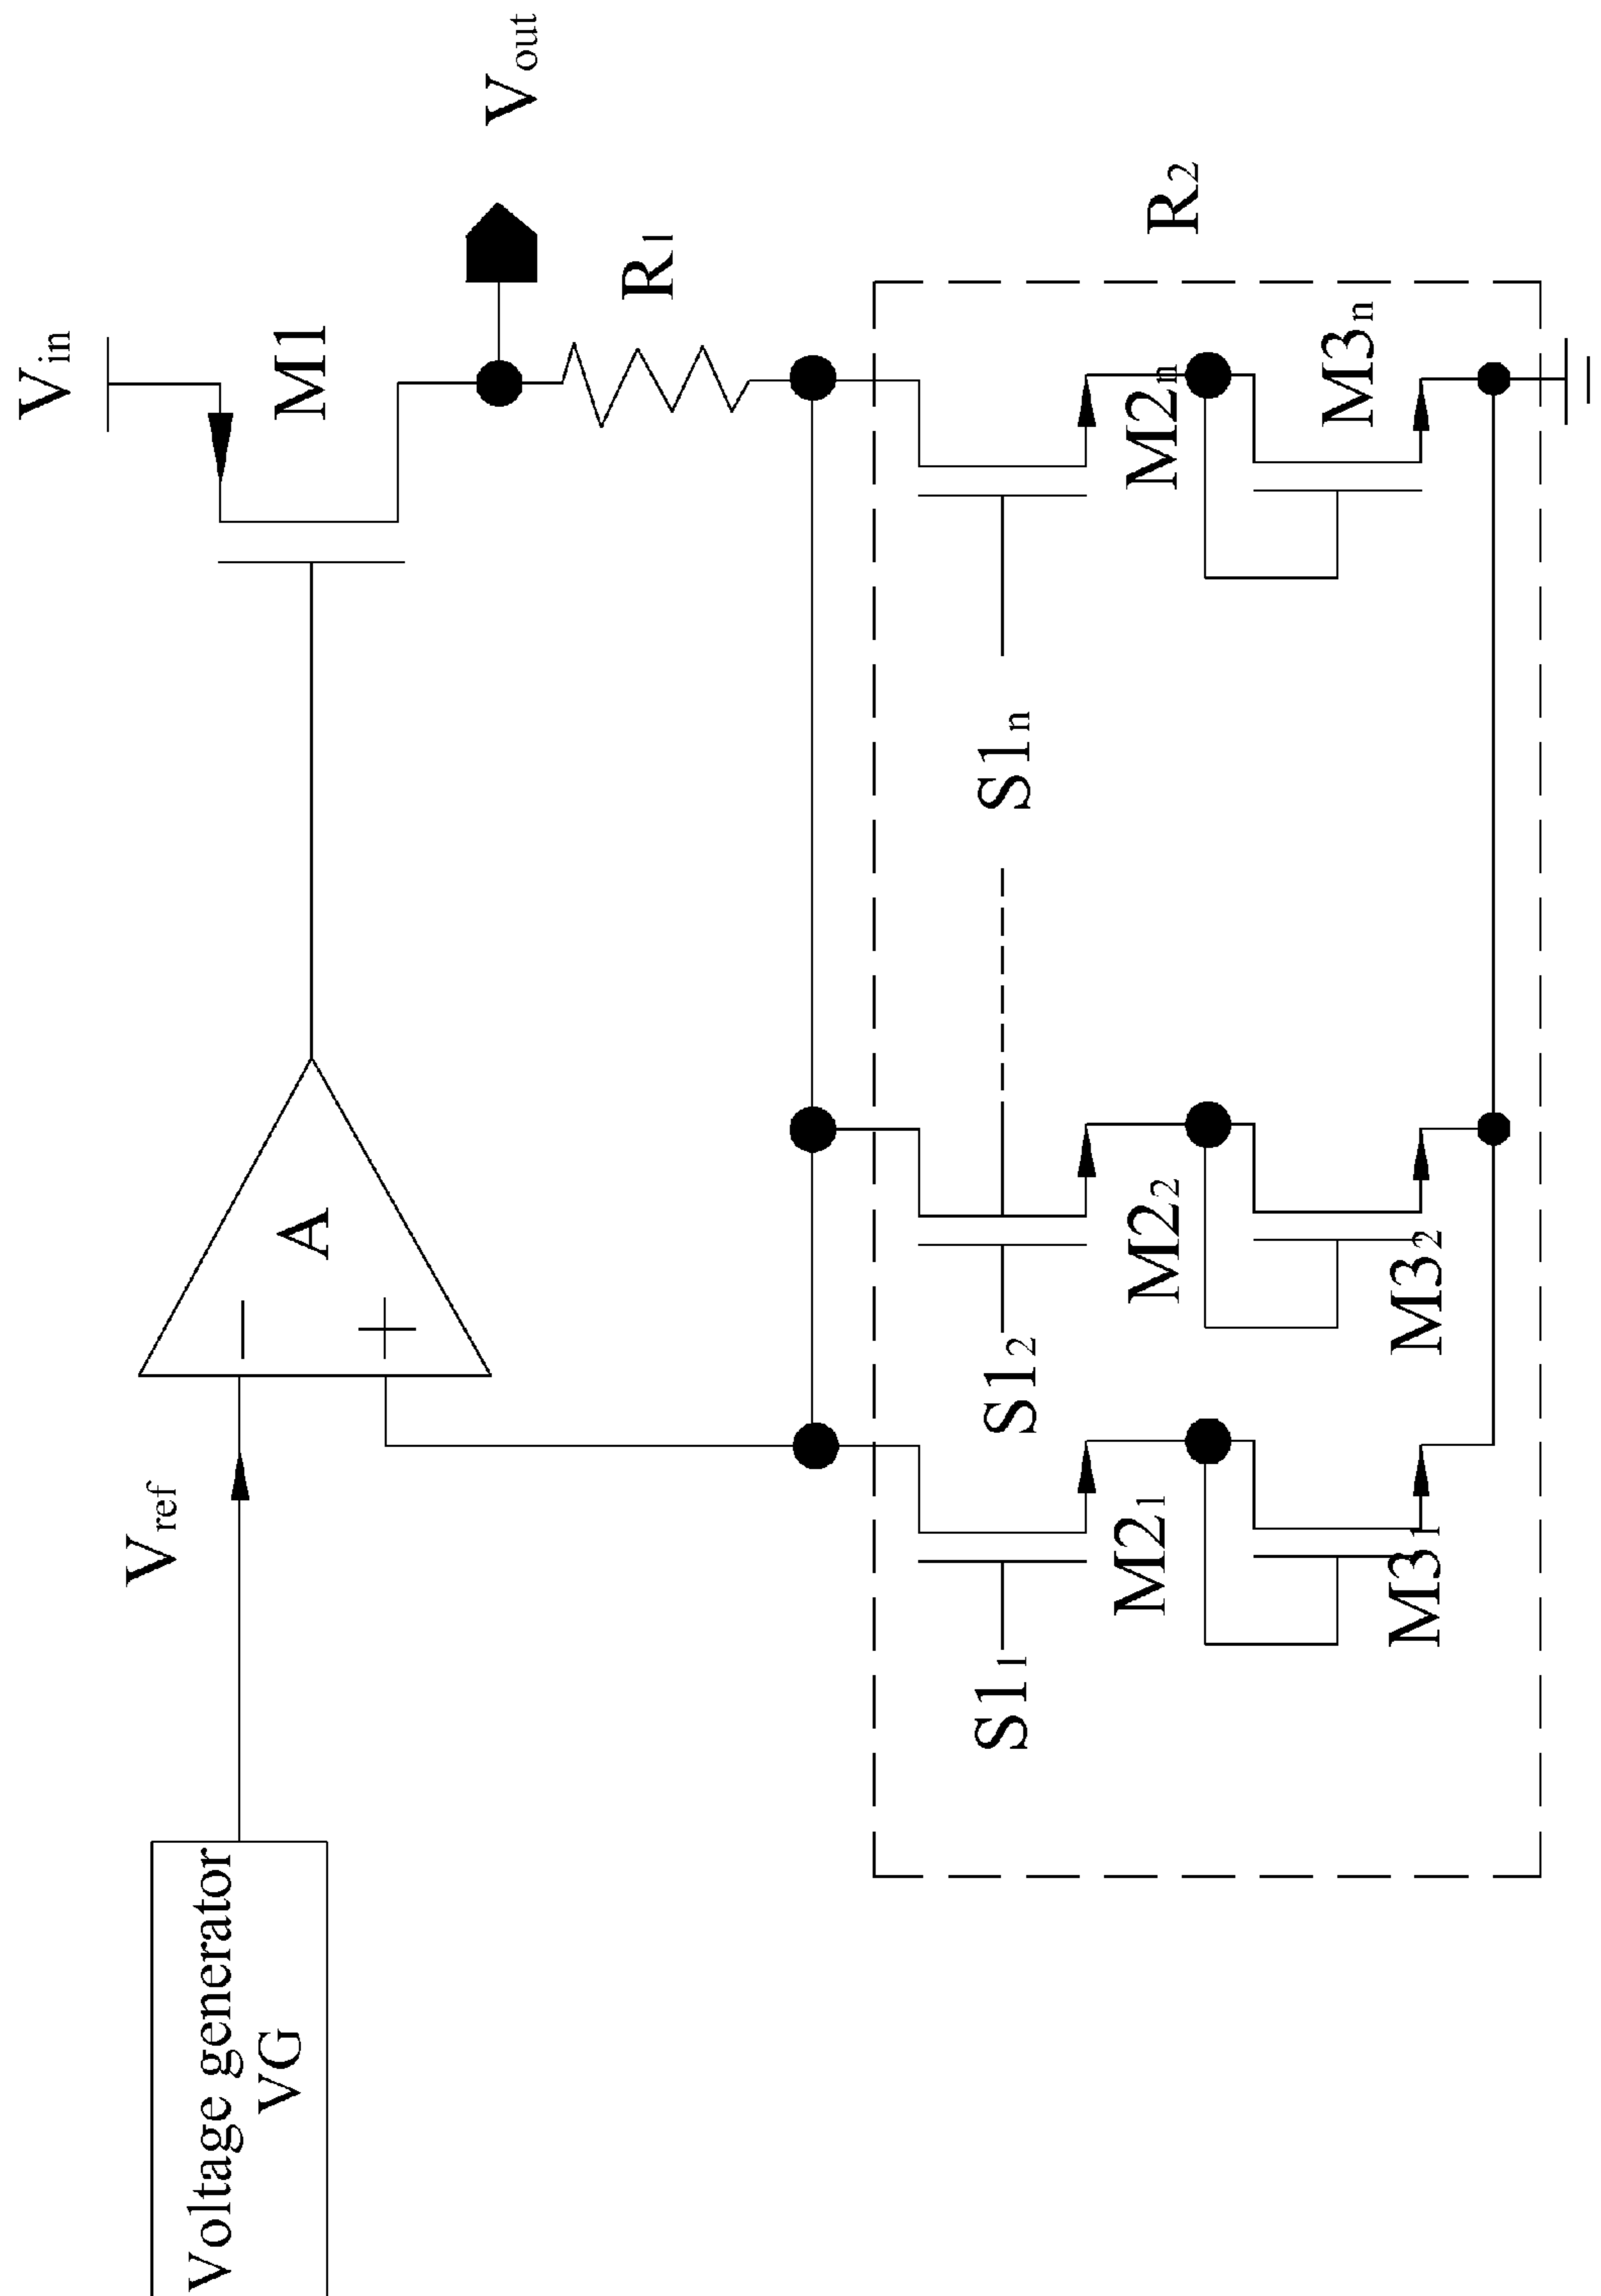 Voltage generator
VG
Vref
A
−
+
Vin
M1
Vout
R1
R2
S11
M21
M31
S12
M22
M32
S1n
M2n
M3n